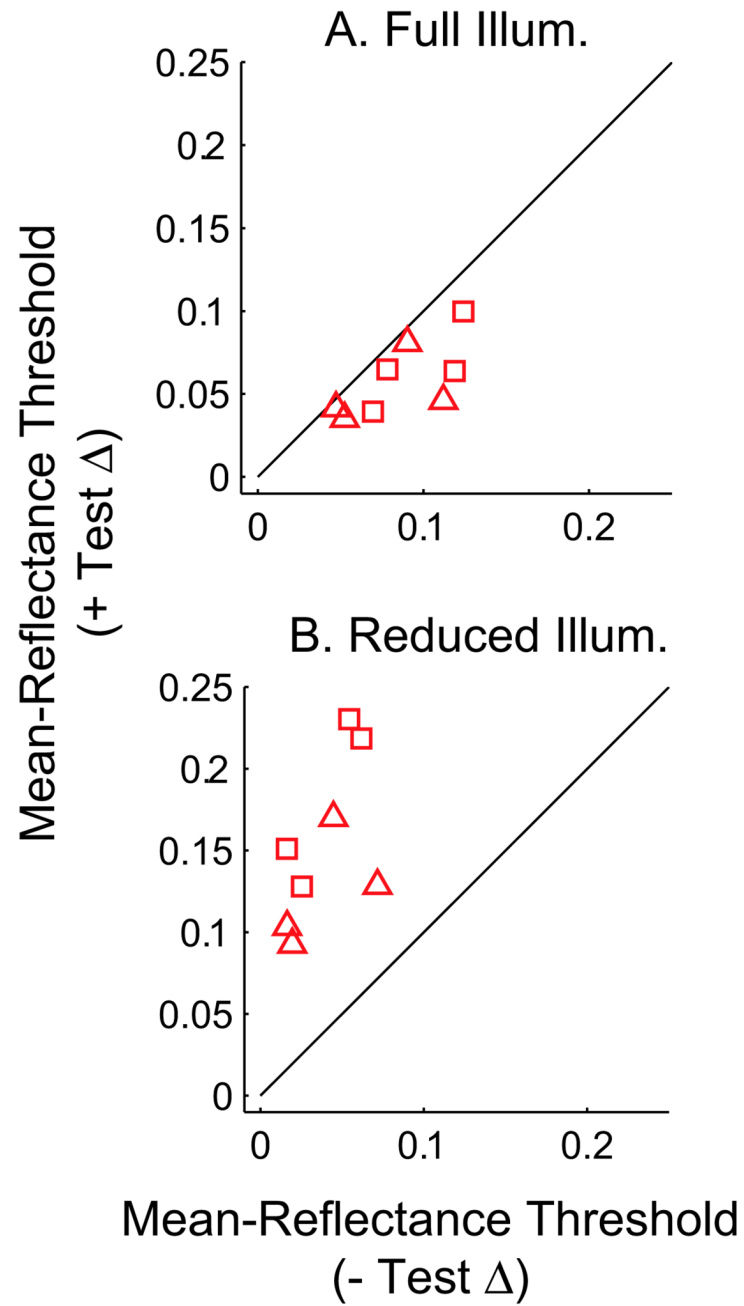 A. Full Illum.
0.25
0.2
0.15
0.1
0.05
0
0 0.1 0.2
Mean-Reflectance Threshold
(+ Test Δ)
B. Reduced Illum.
0.25
0.2
0.15
0.1
0.05
0
0 0.1 0.2
Mean-Reflectance Threshold
(- Test Δ)